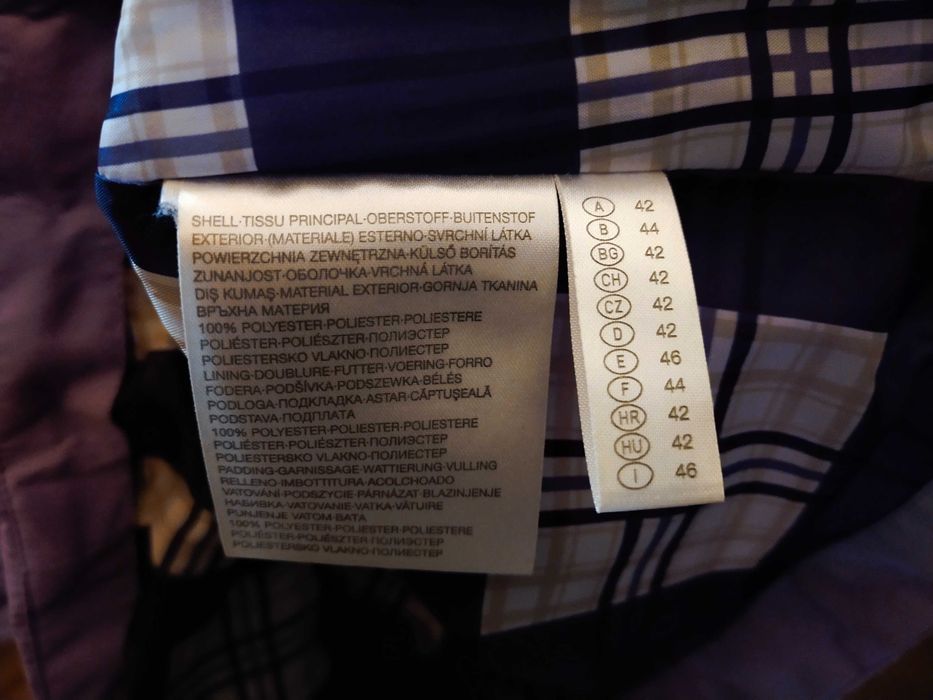 SHELL·TISSU PRINCIPAL·OBERSTOFF·BUITENSTOF
EXTERIOR·(MATERIALE) ESTERNO·SVRCHNÍ LÁTKA
POWIERZCHNIA ZEWNĘTRZNA·KÜLSŐ BORÍTÁS
ZUNANJOST·ОБОЛОЧКА·VRCHNÁ LÁTKA
DIŞ KUMAŞ·MATERIAL EXTERIOR·GORNJA TKANINA
ВРЪХНА МАТЕРИЯ
100% POLYESTER·POLIESTER·POLIESTERE
POLIÉSTER·POLIÉSZTER·ПОЛИЭСТЕР
POLIESTERSKO VLAKNO·ПОЛИЕСТЕР
LINING·DOUBLURE·FUTTER·VOERING·FORRO
FODERA·PODŠÍVKA·PODSZEWKA·BÉLÉS
PODLOGA·ПОДКЛАДКА·ASTAR·CĂPTUŞEALĂ
PODSTAVA·ПОДПЛАТА
100% POLYESTER·POLIESTER·POLIESTERE
POLIÉSTER·POLIÉSZTER·ПОЛИЭСТЕР
POLIESTERSKO VLAKNO·ПОЛИЕСТЕР
PADDING·GARNISSAGE·WATTIERUNG·VULLING
RELLENO·IMBOTTITURA·ACOLCHOADO
VATOVÁNÍ·PODSZYCIE·PÁRNÁZAT·BLAZINJENJE
НАБИВКА·VATOVANIE·VATKA·VĂTUIRE
PUNJENJE VATOM·ВАТА
100% POLYESTER·POLIESTER·POLIESTERE
POLIÉSTER·POLIÉSZTER·ПОЛИЭСТЕР
POLIESTERSKO VLAKNO·ПОЛИЕСТЕР
A 42
B 44
BG 42
CH 42
CZ 42
D 42
E 46
F 44
HR 42
HU 42
I 46